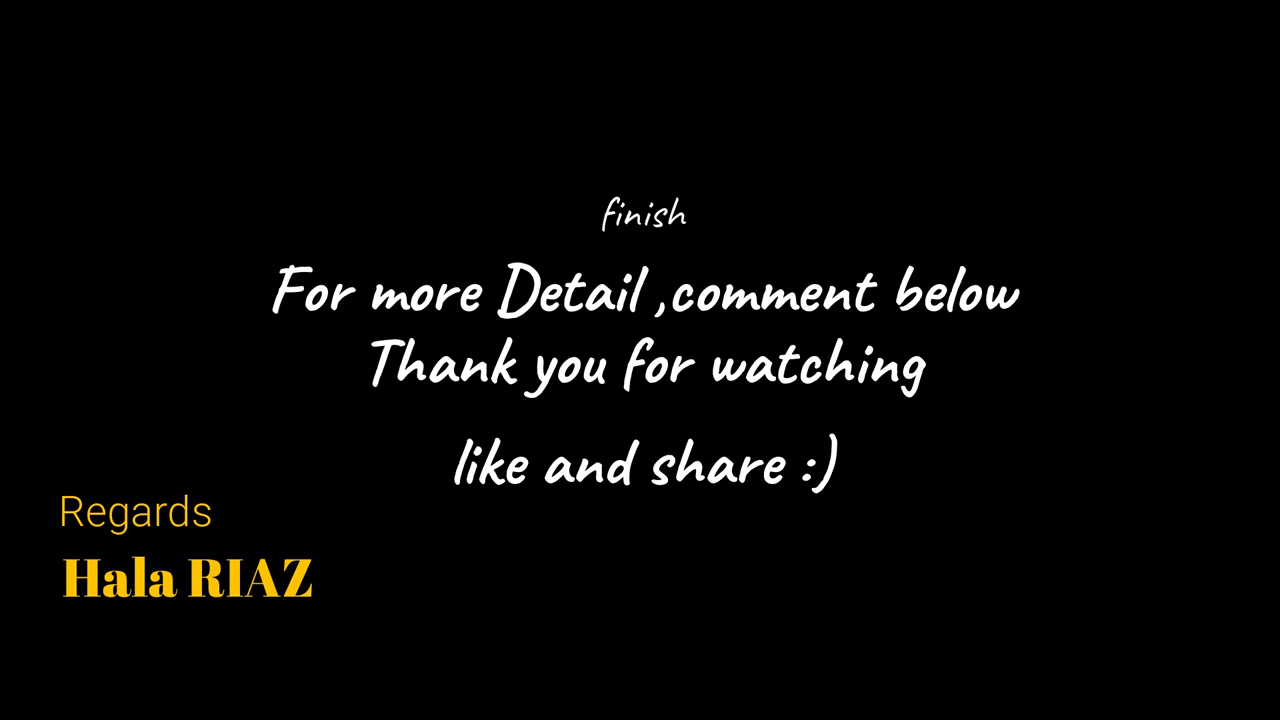 finish
For more Detail ,comment below
Thank you for watching
like and share :)
Regards
Hala RIAZ